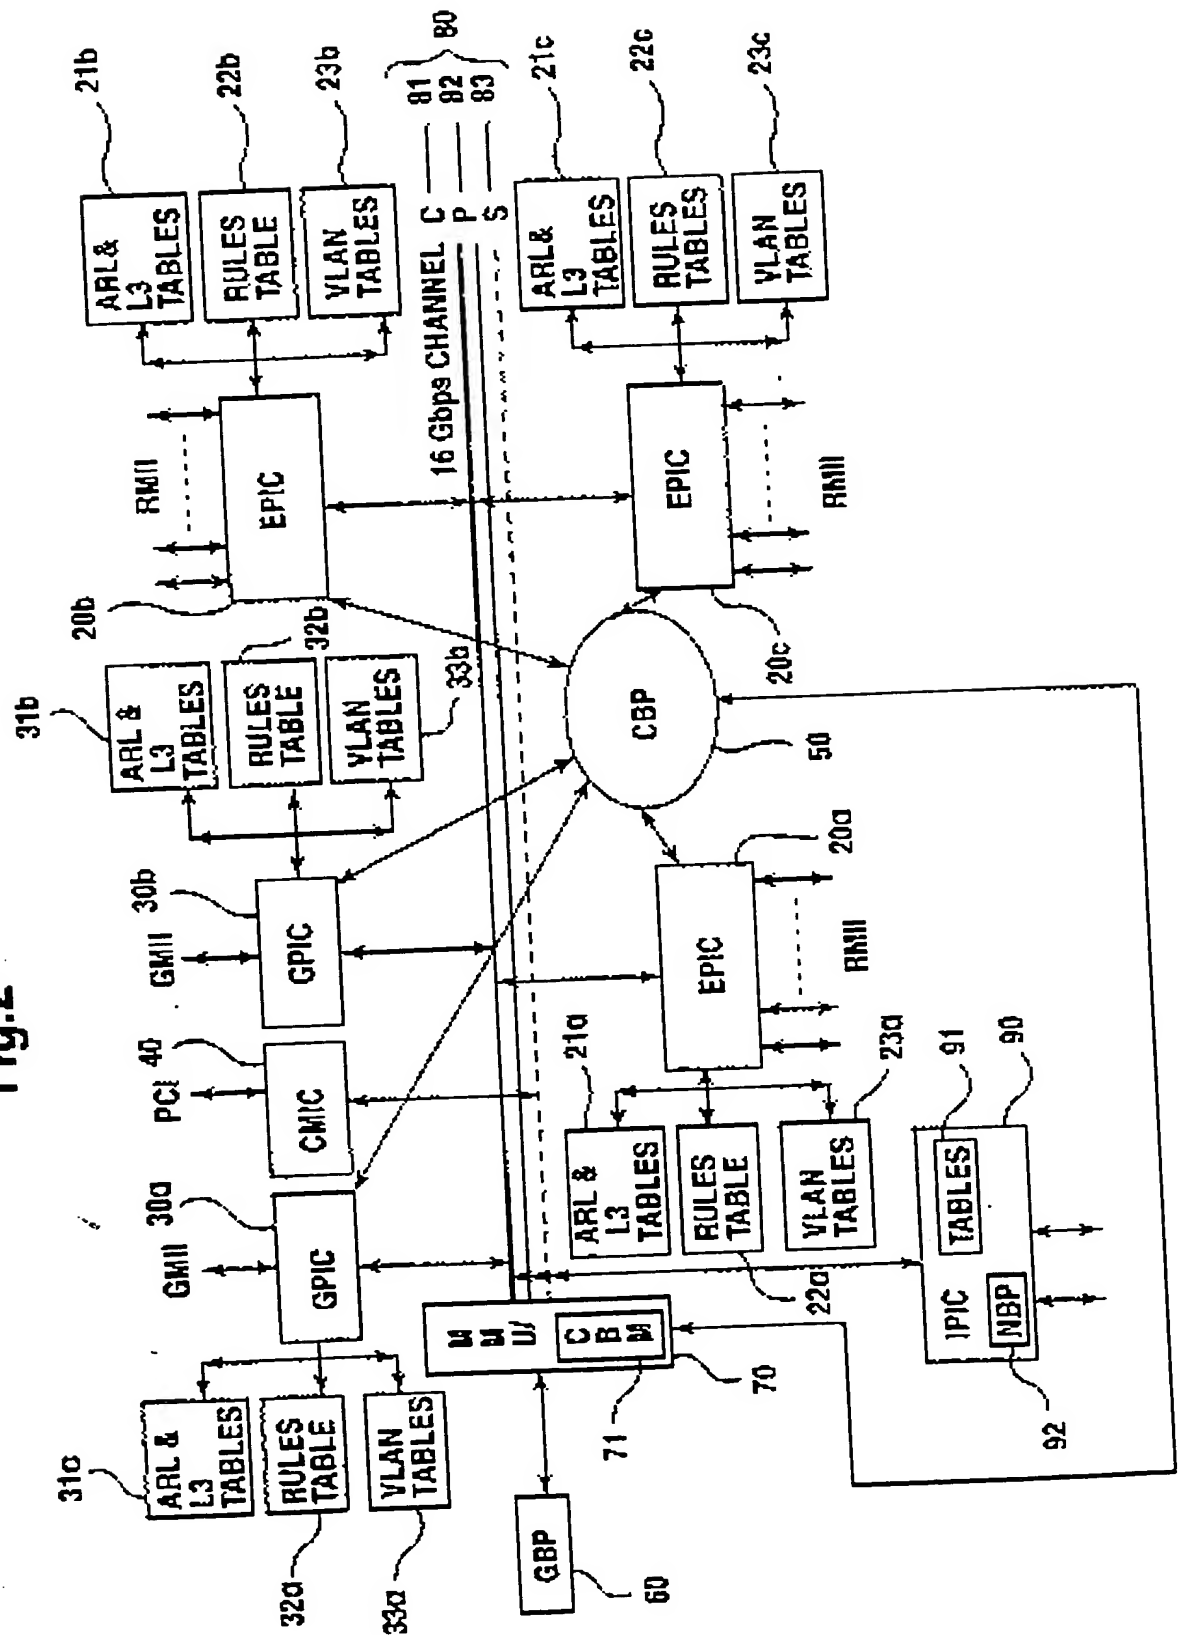 Fig.2
31b
31a
32a
33a
ARL &
L3
TABLES
RULES
TABLE
VLAN
TABLES
GMII
30a
GPIC
PCI
40
CMIC
GMII
30b
GPIC
ARL &
L3
TABLES
RULES
TABLE
VLAN
TABLES
32b
33b
20b
RMII
EPIC
ARL&
L3
TABLES
RULES
TABLE
VLAN
TABLES
21b
22b
23b
16 Gbps CHANNEL C 81
P 82
S 83
80
GBP
60
MMU/
CBM
71
70
21a
ARL &
L3
TABLES
RULES
TABLE
VLAN
TABLES
22a
23a
EPIC
20a
RMII
CBP
50
20c
EPIC
RMII
ARL&
L3
TABLES
RULES
TABLES
VLAN
TABLES
21c
22c
23c
IPIC
TABLES
NBP
91
90
92